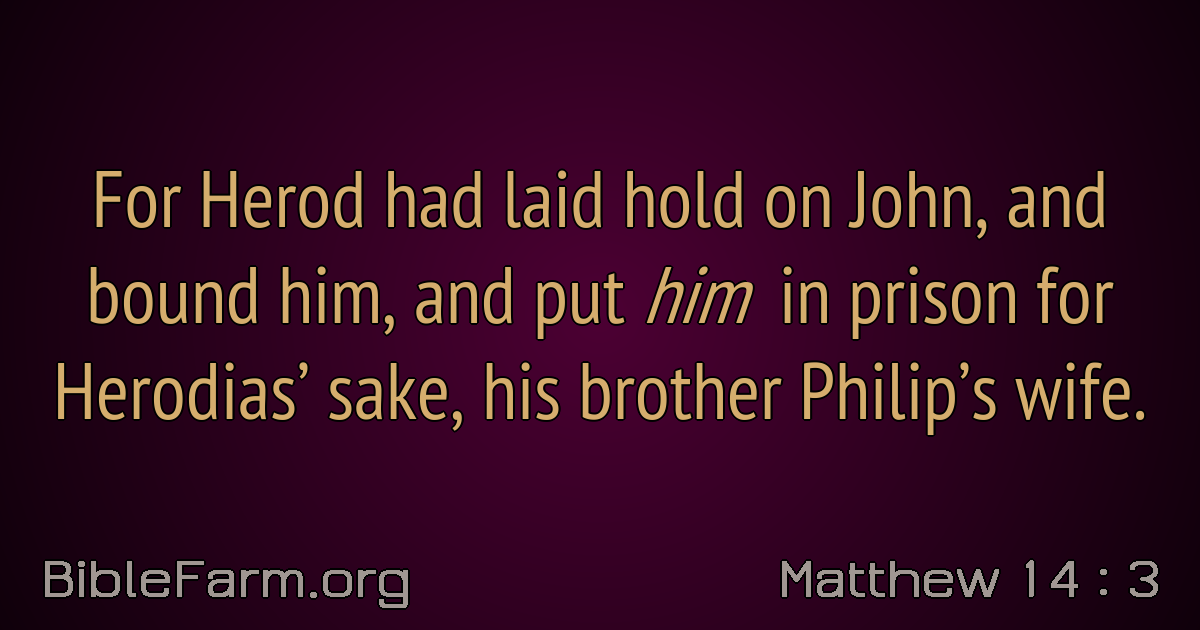 For Herod had laid hold on John, and
bound him, and put him in prison for
Herodias’ sake, his brother Philip’s wife.
BibleFarm.org
Matthew 14 : 3